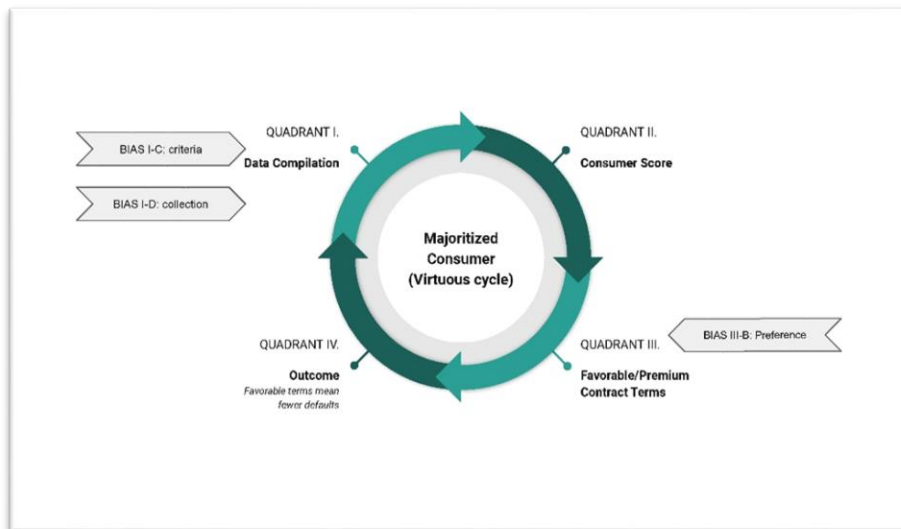 BIAS I-C: criteria
BIAS I-D: collection
QUADRANT I.
Data Compilation
QUADRANT II.
Consumer Score
Majoritized
Consumer
(Virtuous cycle)
QUADRANT IV.
Outcome
Favorable terms mean
fewer defaults
QUADRANT III.
Favorable/Premium
Contract Terms
BIAS III-B: Preference